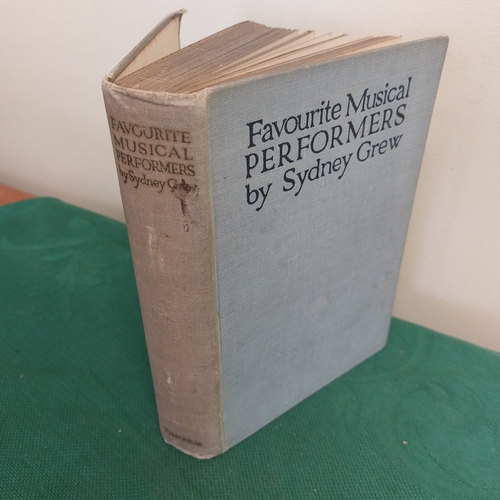 FAVOURITE
MUSICAL
PERFORMERS
by Sydney Grew
Favourite Musical
PERFORMERS
by Sydney Grew